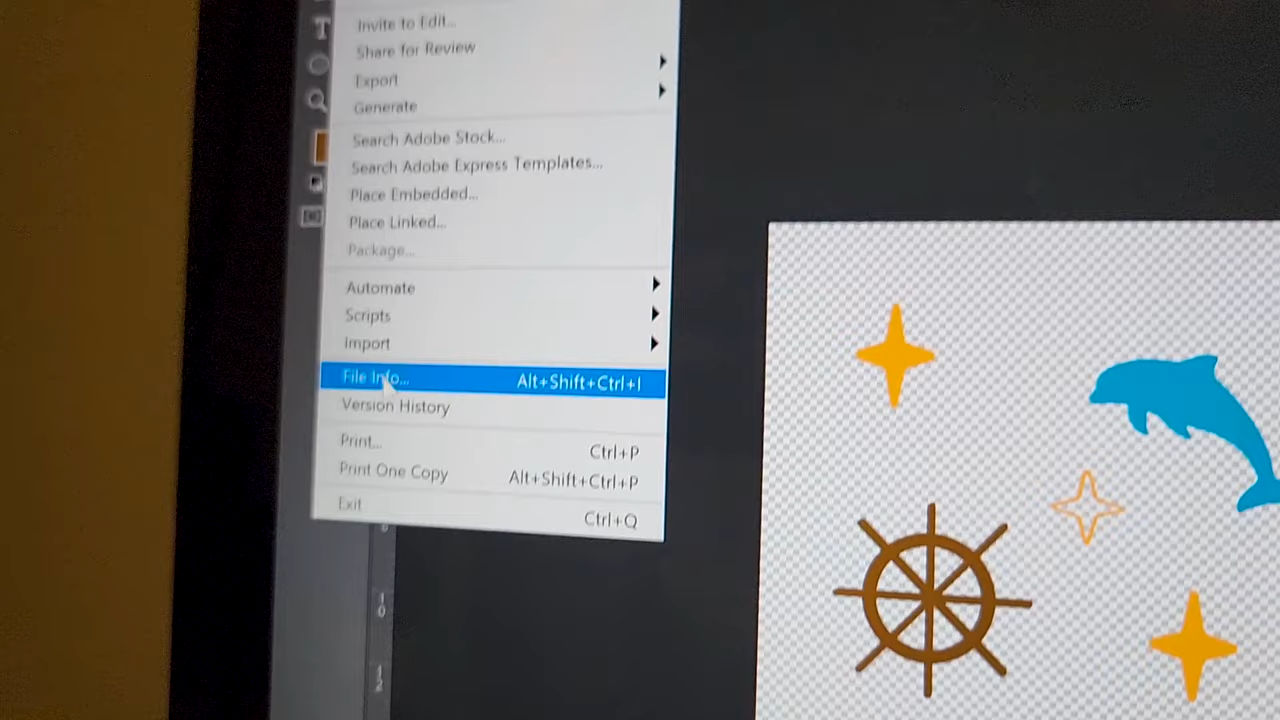 T
Invite to Edit...
Share for Review
Export
Generate
Search Adobe Stock...
Search Adobe Express Templates...
Place Embedded...
Place Linked...
Package...
Automate
Scripts
Import
File Info... Alt+Shift+Ctrl+I
Version History
Print... Ctrl+P
Print One Copy Alt+Shift+Ctrl+P
Exit Ctrl+Q
10
12